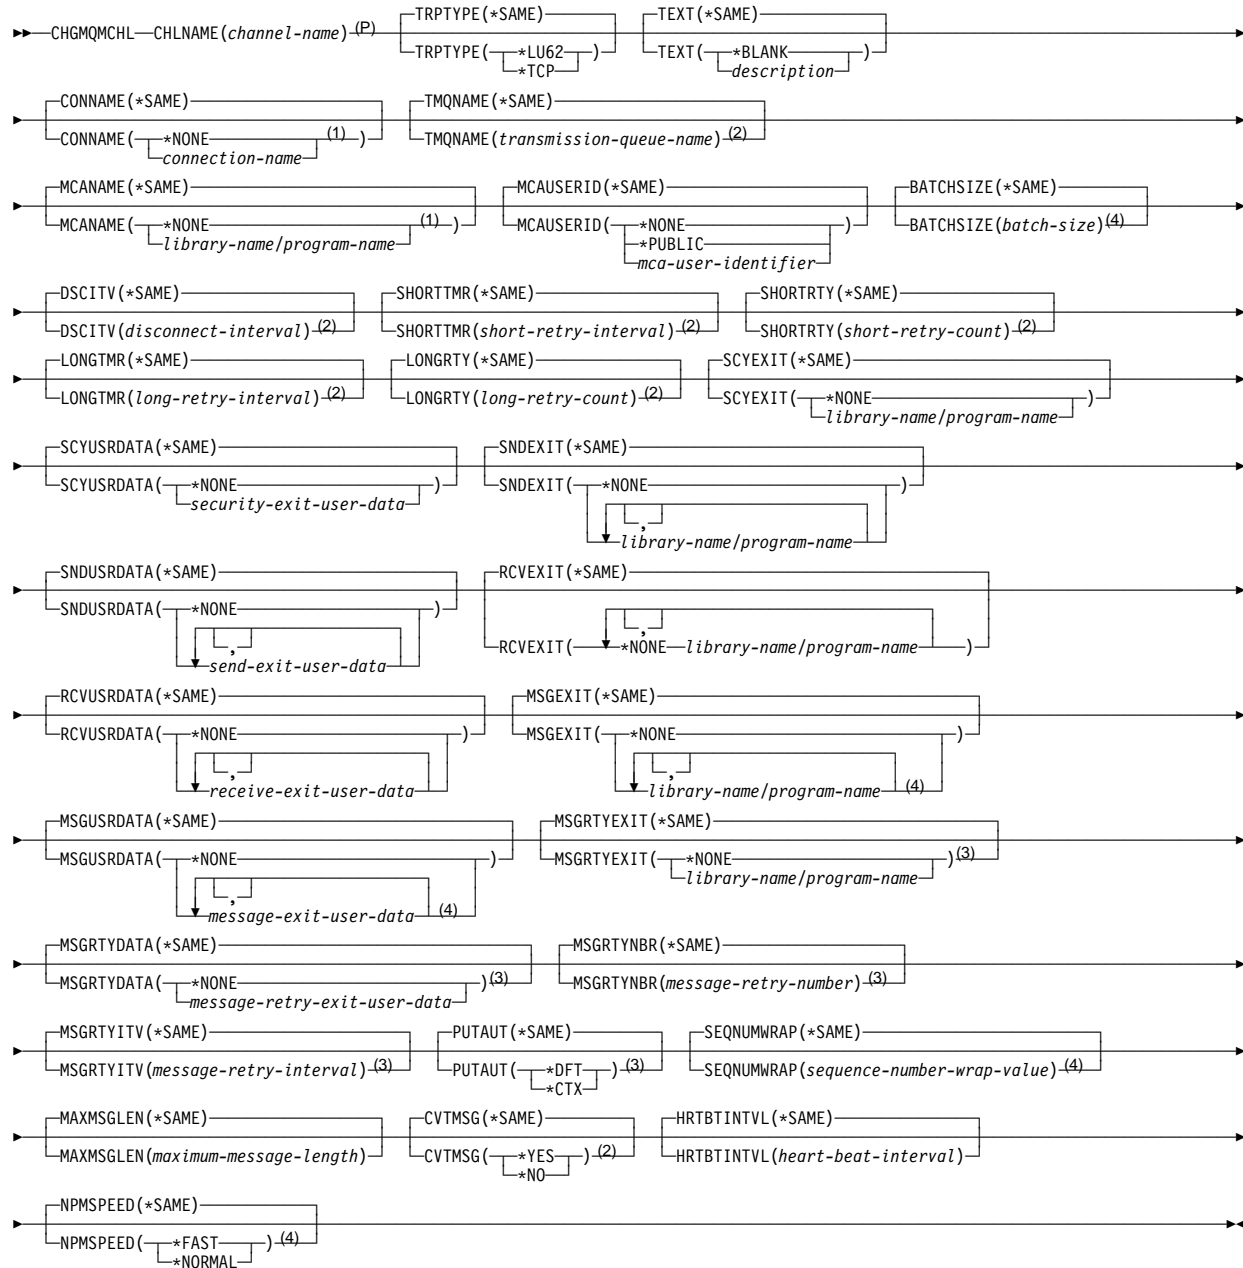 TRPTYPE(*SAME) TEXT(*SAME)
CHGMQMCHL CHLNAME(channel-name) (P)
TRPTYPE( *LU62 ) TEXT( *BLANK )
*TCP description
CONNAME(*SAME) TMQNAME(*SAME)
CONNAME( *NONE (1) ) TMQNAME(transmission-queue-name) (2)
connection-name
MCANAME(*SAME) MCAUSERID(*SAME) BATCHSIZE(*SAME)
MCANAME( *NONE (1) ) MCAUSERID( *NONE ) BATCHSIZE(batch-size) (4)
library-name/program-name *PUBLIC
mca-user-identifier
DSCITV(*SAME) SHORTTMR(*SAME) SHORTRTY(*SAME)
DSCITV(disconnect-interval) (2) SHORTTMR(short-retry-interval) (2) SHORTRTY(short-retry-count) (2)
LONGTMR(*SAME) LONGRTY(*SAME) SCYEXIT(*SAME)
LONGTMR(long-retry-interval) (2) LONGRTY(long-retry-count) (2) SCYEXIT( *NONE )
library-name/program-name
SCYUSRDATA(*SAME) SNDEXIT(*SAME)
SCYUSRDATA( *NONE ) SNDEXIT( *NONE )
security-exit-user-data
,
library-name/program-name
SNDUSRDATA(*SAME) RCVEXIT(*SAME)
SNDUSRDATA( *NONE )
, ,
RCVEXIT( *NONE library-name/program-name )
send-exit-user-data
RCVUSRDATA(*SAME) MSGEXIT(*SAME)
RCVUSRDATA( *NONE ) MSGEXIT( *NONE )
, ,
receive-exit-user-data library-name/program-name (4)
MSGUSRDATA(*SAME) MSGRTYEXIT(*SAME)
MSGUSRDATA( *NONE ) MSGRTYEXIT( *NONE ) (3)
library-name/program-name
,
message-exit-user-data (4)
MSGRTYDATA(*SAME) MSGRTYNBR(*SAME)
MSGRTYDATA( *NONE ) (3) MSGRTYNBR(message-retry-number) (3)
message-retry-exit-user-data
MSGRTYITV(*SAME) PUTAUT(*SAME) SEQNUMWRAP(*SAME)
MSGRTYITV(message-retry-interval) (3) PUTAUT( *DFT ) (3) SEQNUMWRAP(sequence-number-wrap-value) (4)
*CTX
MAXMSGLEN(*SAME) CVTMSG(*SAME) HRTBTINTVL(*SAME)
MAXMSGLEN(maximum-message-length) CVTMSG( *YES ) (2) HRTBTINTVL(heart-beat-interval)
*NO
NPMSPEED(*SAME)
NPMSPEED( *FAST ) (4)
*NORMAL